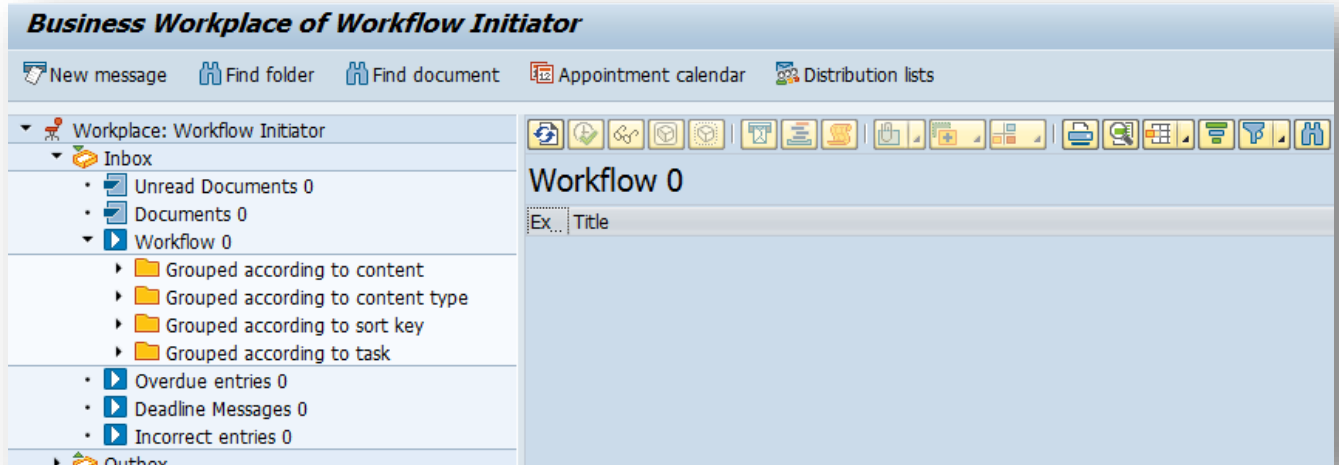 Business Workplace of Workflow Initiator
New message Find folder Find document 12 Appointment calendar Distribution lists
Workplace: Workflow Initiator
Inbox
Unread Documents 0
Documents 0
Workflow 0
Grouped according to content
Grouped according to content type
Grouped according to sort key
Grouped according to task
Overdue entries 0
Deadline Messages 0
Incorrect entries 0
Outbox
Workflow 0
Ex.. Title